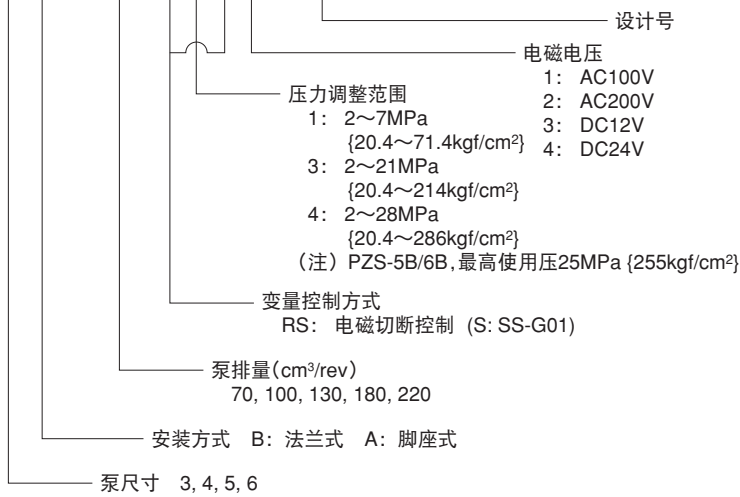 设计号
电磁电压
1： AC100V
2： AC200V
3： DC12V
4： DC24V
压力调整范围
1： 2～7MPa
{20.4～71.4kgf/cm²}
3： 2～21MPa
{20.4～214kgf/cm²}
4： 2～28MPa
{20.4～286kgf/cm²}
（注）PZS-5B/6B，最高使用压25MPa {255kgf/cm²}
变量控制方式
RS： 电磁切断控制 (S: SS-G01)
泵排量（cm³/rev）
70, 100, 130, 180, 220
安装方式 B：法兰式 A：脚座式
泵尺寸 3, 4, 5, 6